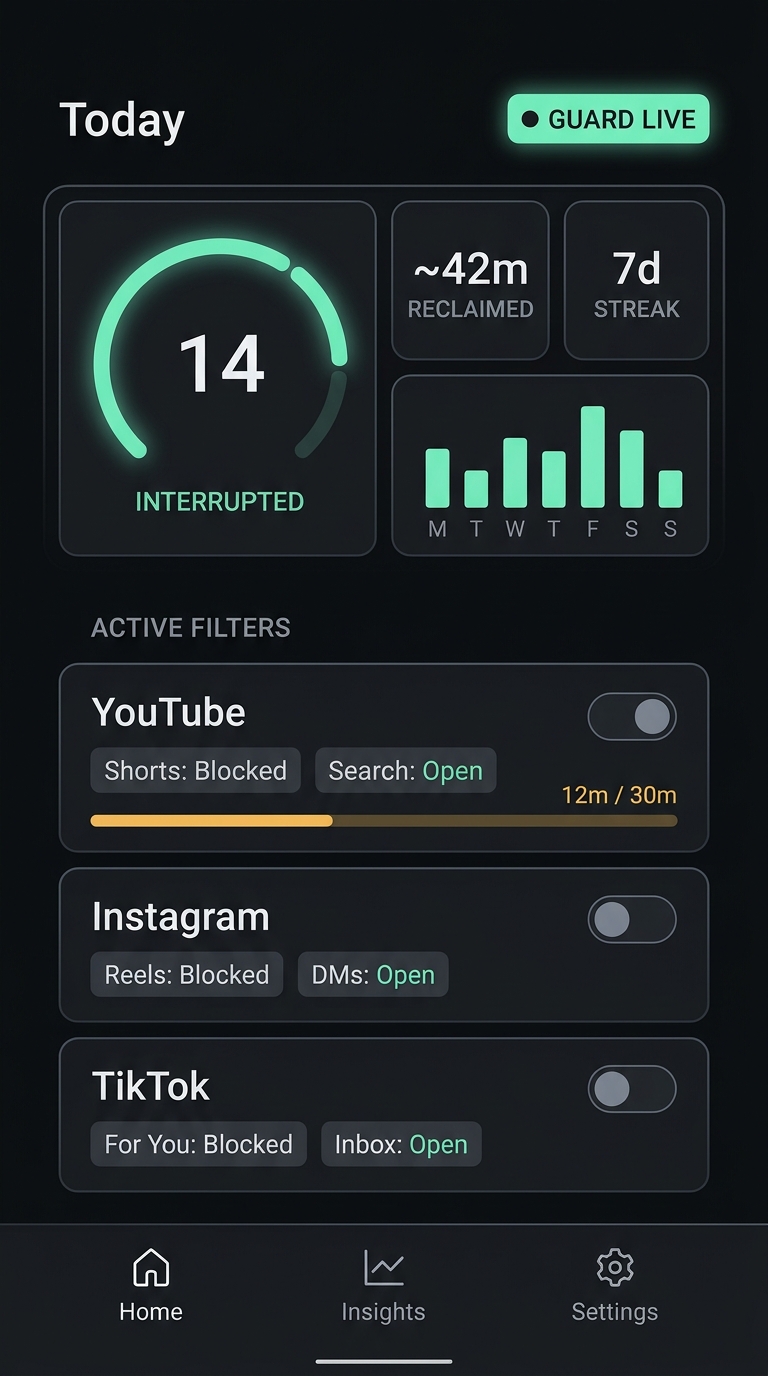 Today
GUARD LIVE
14
INTERRUPTED
~42m
RECLAIMED
7d
STREAK
M T W T F S S
ACTIVE FILTERS
YouTube
Shorts: Blocked
Search: Open
12m / 30m
Instagram
Reels: Blocked
DMs: Open
TikTok
For You: Blocked
Inbox: Open
Home
Insights
Settings